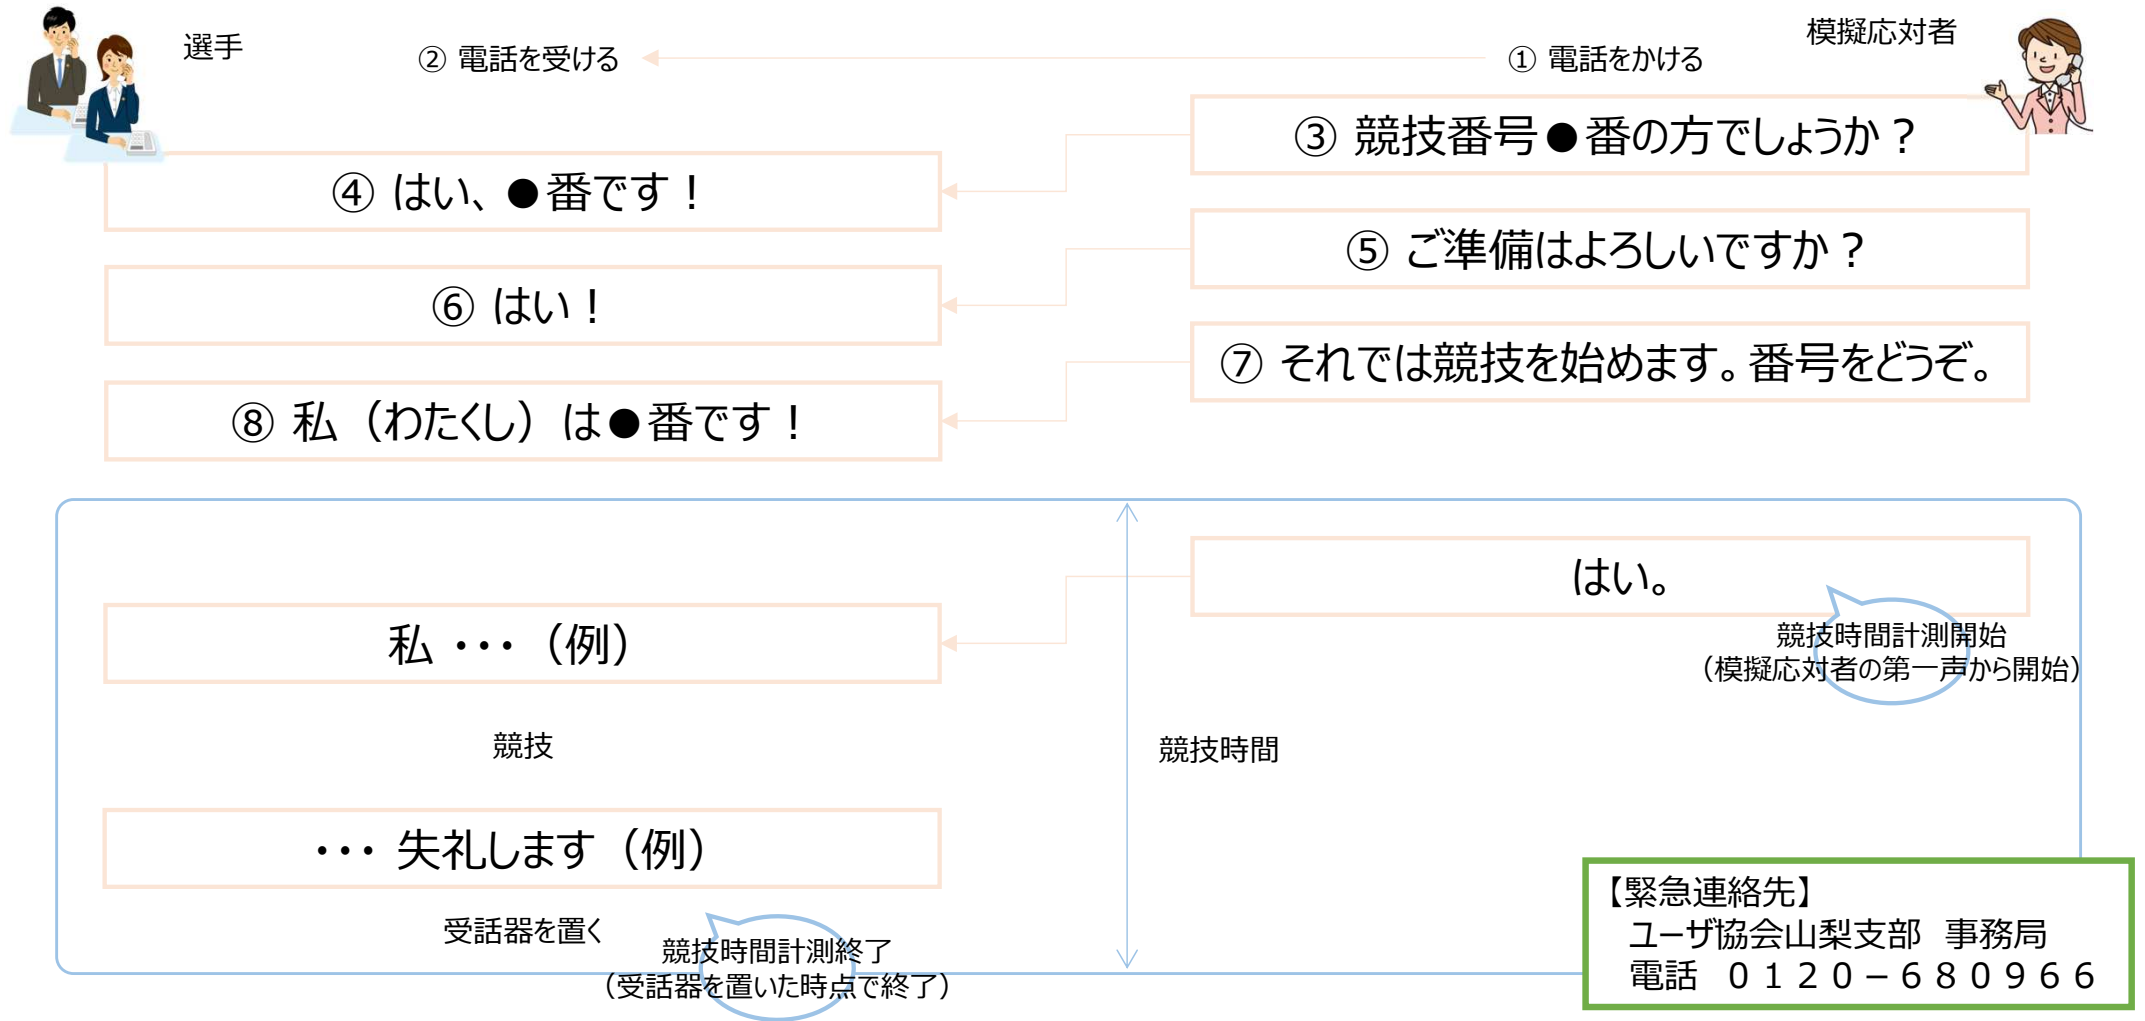 選手
模擬応対者
② 電話を受ける
① 電話をかける
③ 競技番号●番の方でしょうか？
④ はい、●番です！
⑤ ご準備はよろしいですか？
⑥ はい！
⑦ それでは競技を始めます。番号をどうぞ。
⑧ 私（わたくし）は●番です！
はい。
競技時間計測開始
（模擬応対者の第一声から開始）
私 ・・・（例）
競技
競技時間
・・・ 失礼します（例）
受話器を置く
競技時間計測終了
（受話器を置いた時点で終了）
【緊急連絡先】
ユーザ協会山梨支部 事務局
電話 ０１２０－６８０９６６